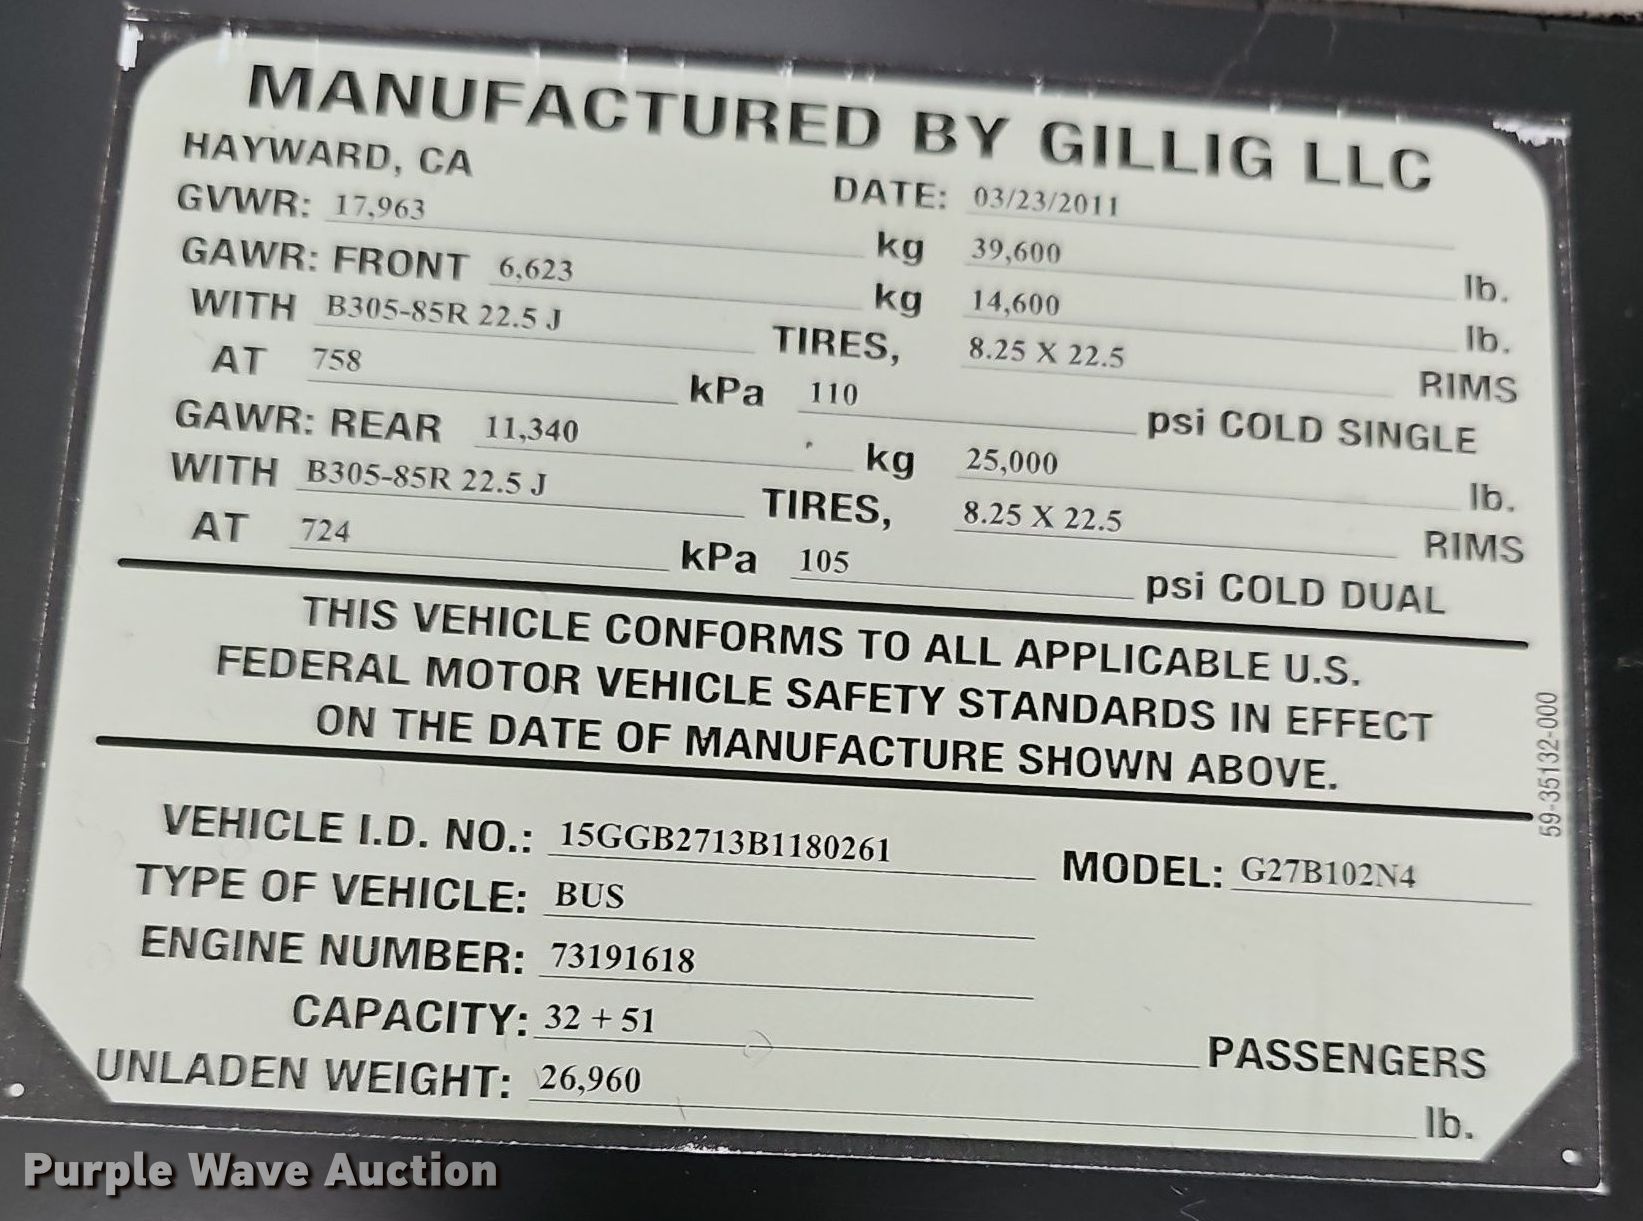 MANUFACTURED BY GILLIG LLC
HAYWARD, CA
DATE: 03/23/2011
GVWR: 17,963 kg 39,600 lb.
GAWR: FRONT 6,623 kg 14,600 lb.
WITH B305-85R 22.5 J TIRES, 8.25 X 22.5 RIMS
AT 758 kPa 110 psi COLD SINGLE
GAWR: REAR 11,340 kg 25,000 lb.
WITH B305-85R 22.5 J TIRES, 8.25 X 22.5 RIMS
AT 724 kPa 105 psi COLD DUAL
THIS VEHICLE CONFORMS TO ALL APPLICABLE U.S.
FEDERAL MOTOR VEHICLE SAFETY STANDARDS IN EFFECT
ON THE DATE OF MANUFACTURE SHOWN ABOVE.
59-35132-000
VEHICLE I.D. NO.: 15GGB2713B1180261 MODEL: G27B102N4
TYPE OF VEHICLE: BUS
ENGINE NUMBER: 73191618
CAPACITY: 32 + 51 PASSENGERS
UNLADEN WEIGHT: 26,960 lb.
Purple Wave Auction